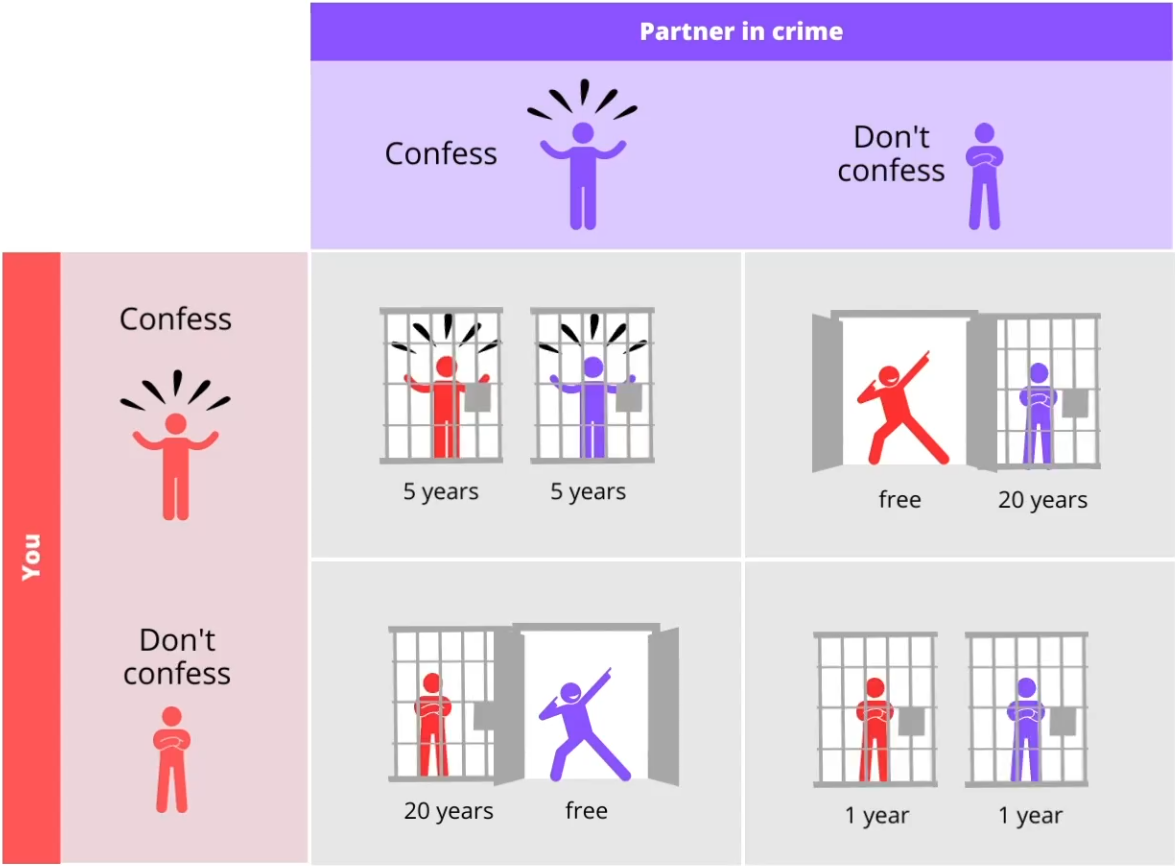 Partner in crime
Confess
Don't
confess
You
Confess
5 years
5 years
free
20 years
Don't
confess
20 years
free
1 year
1 year